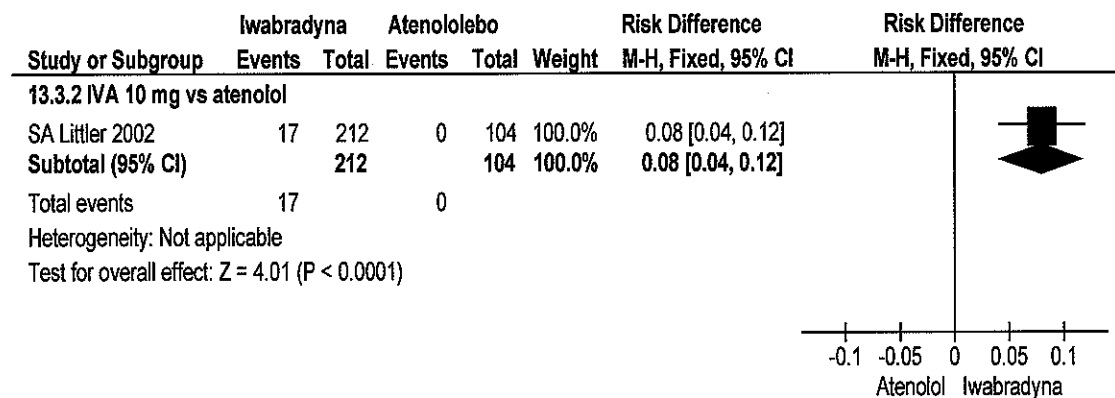 Iwabradyna Atenololebo Risk Difference Risk Difference
Study or Subgroup Events Total Events Total Weight M-H, Fixed, 95% CI M-H, Fixed, 95% CI
13.3.2 IVA 10 mg vs atenolol
SA Littler 2002 17 212 0 104 100.0% 0.08 [0.04, 0.12]
Subtotal (95% CI) 212 104 100.0% 0.08 [0.04, 0.12]
Total events 17 0
Heterogeneity: Not applicable
Test for overall effect: Z = 4.01 (P < 0.0001)
-0.1 -0.05 0 0.05 0.1
Atenolol Iwabradyna